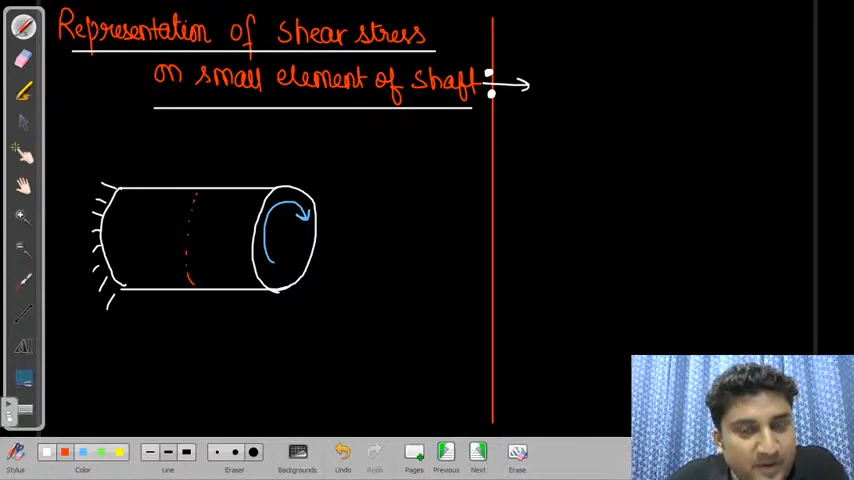 Representation of shear stress
on small element of shaft
Stylus
Color
Line
Eraser
Backgrounds
Undo
Redo
Pages
Previous
Next
Erase